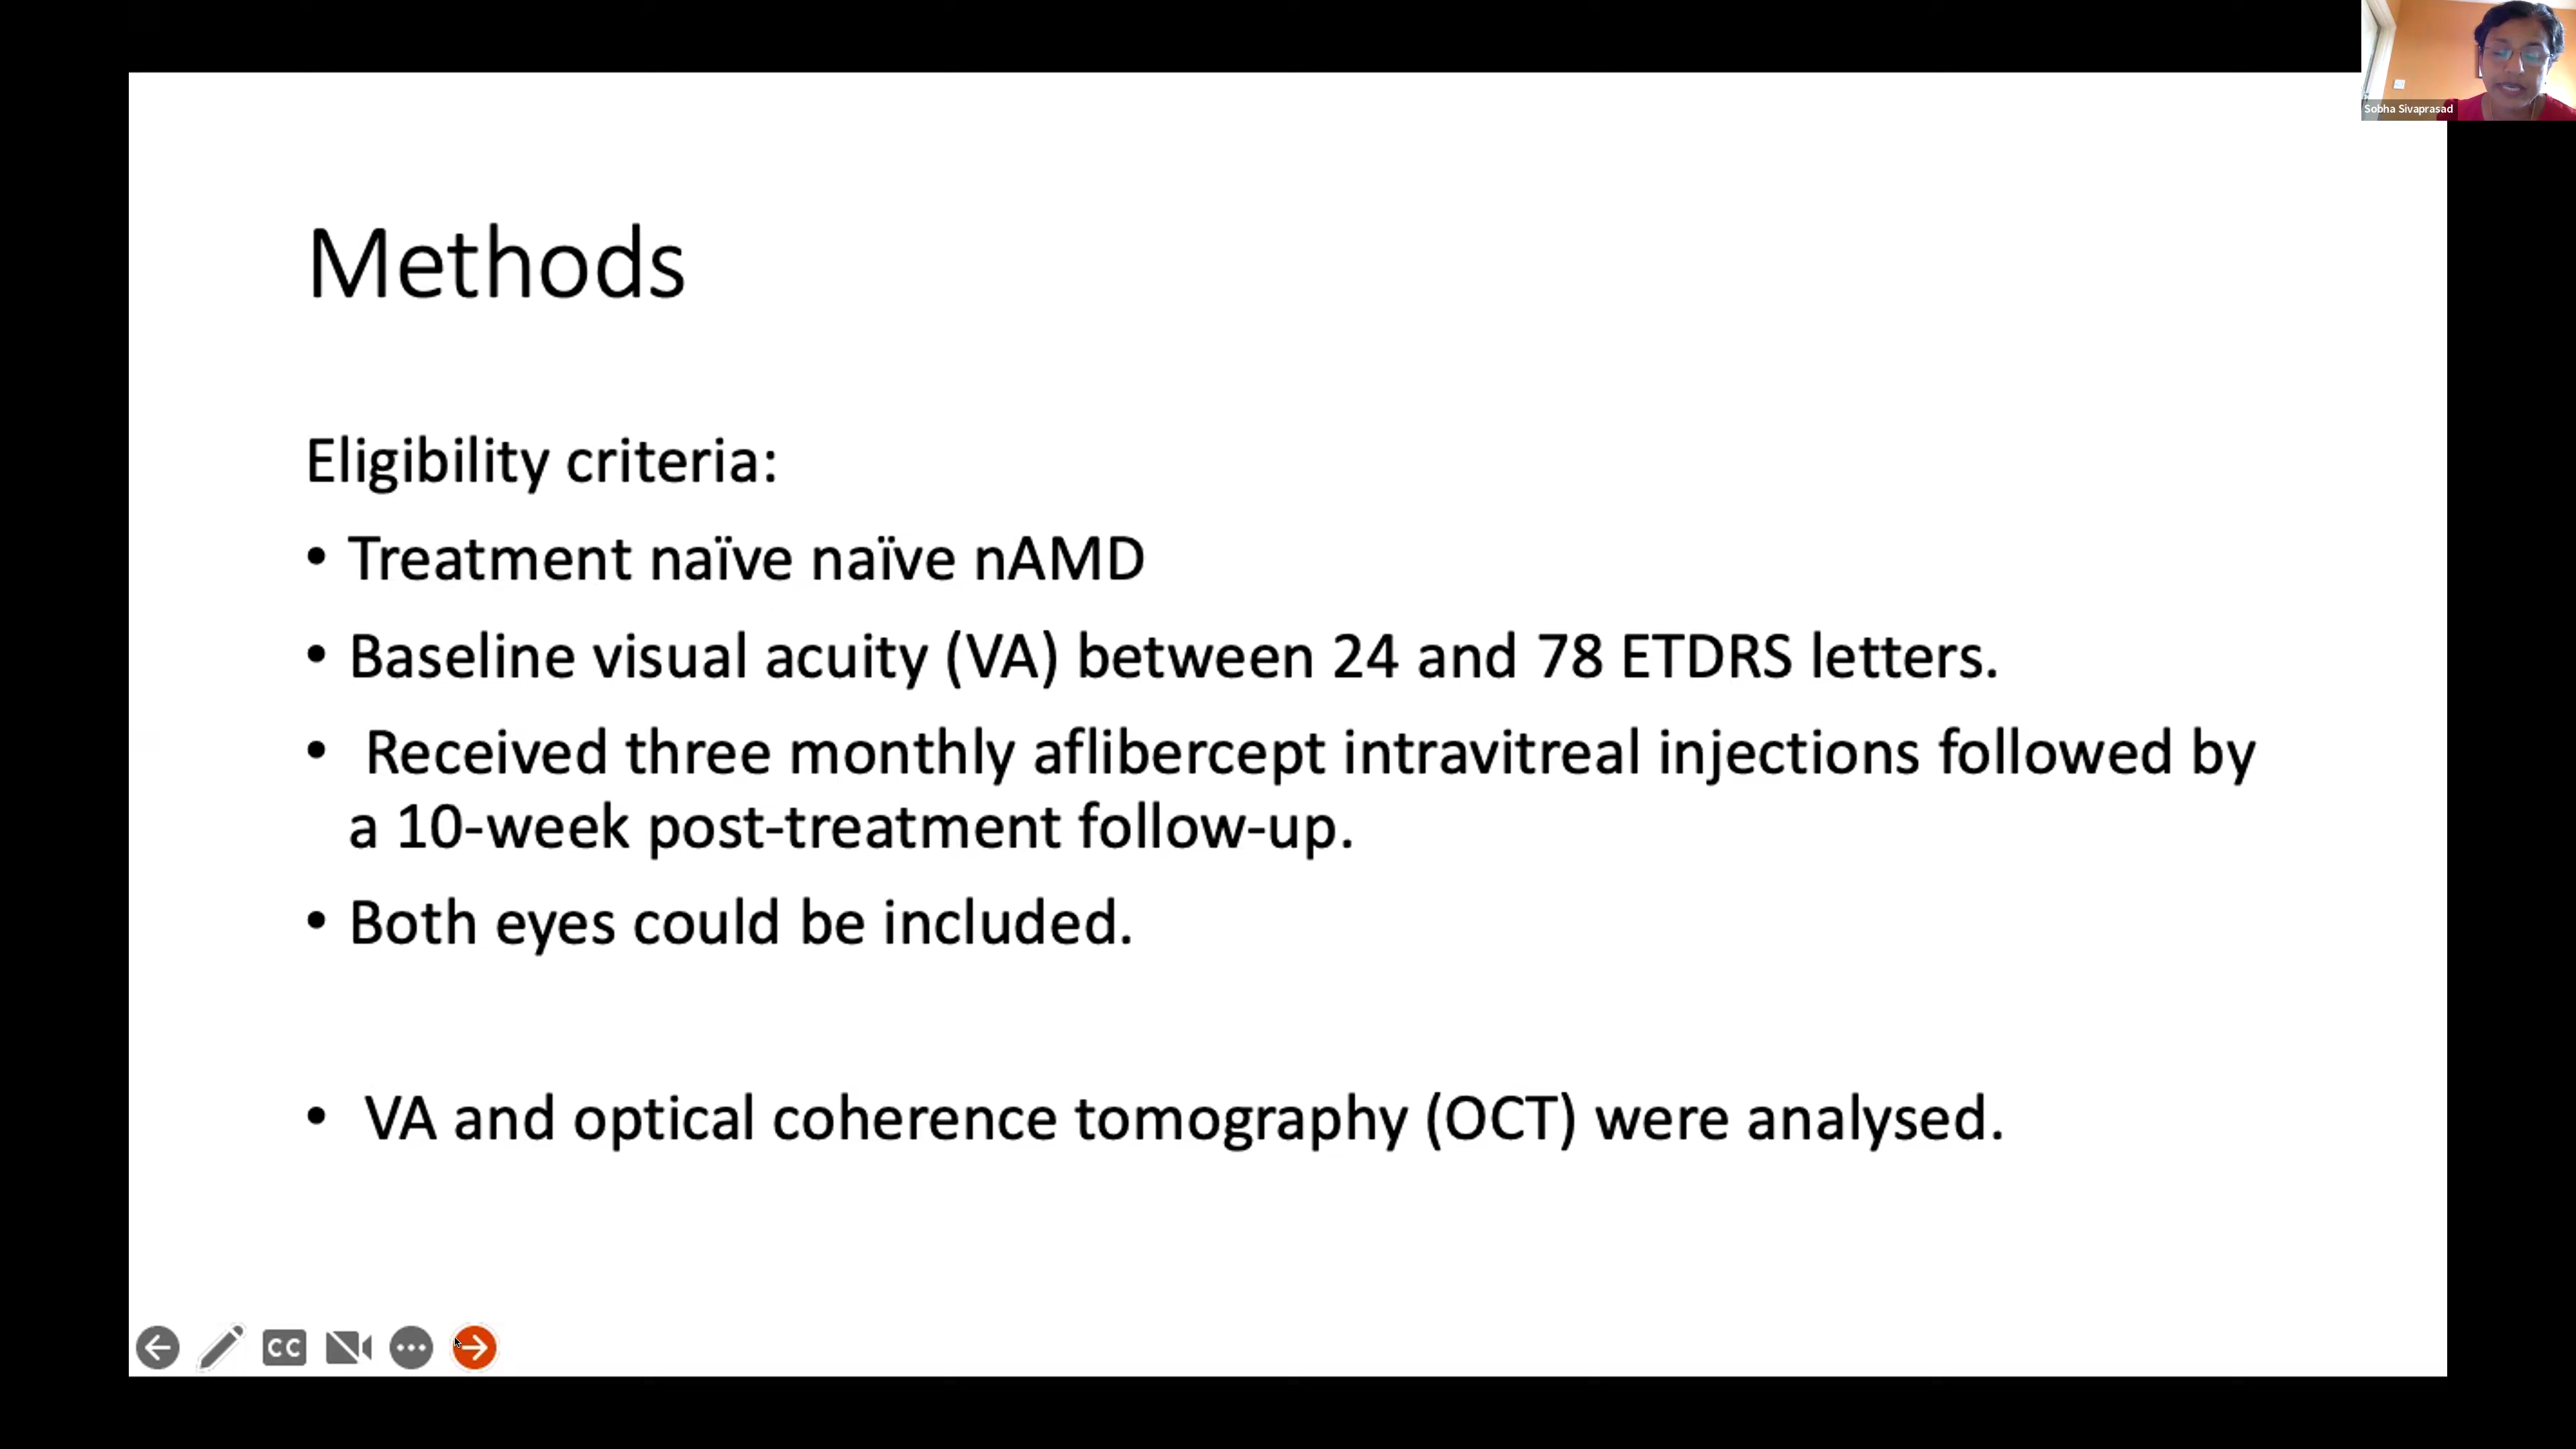 Sobha Sivaprasad
Methods
Eligibility criteria:
• Treatment naïve naïve nAMD
• Baseline visual acuity (VA) between 24 and 78 ETDRS letters.
• Received three monthly aflibercept intravitreal injections followed by
a 10-week post-treatment follow-up.
• Both eyes could be included.
• VA and optical coherence tomography (OCT) were analysed.
CC